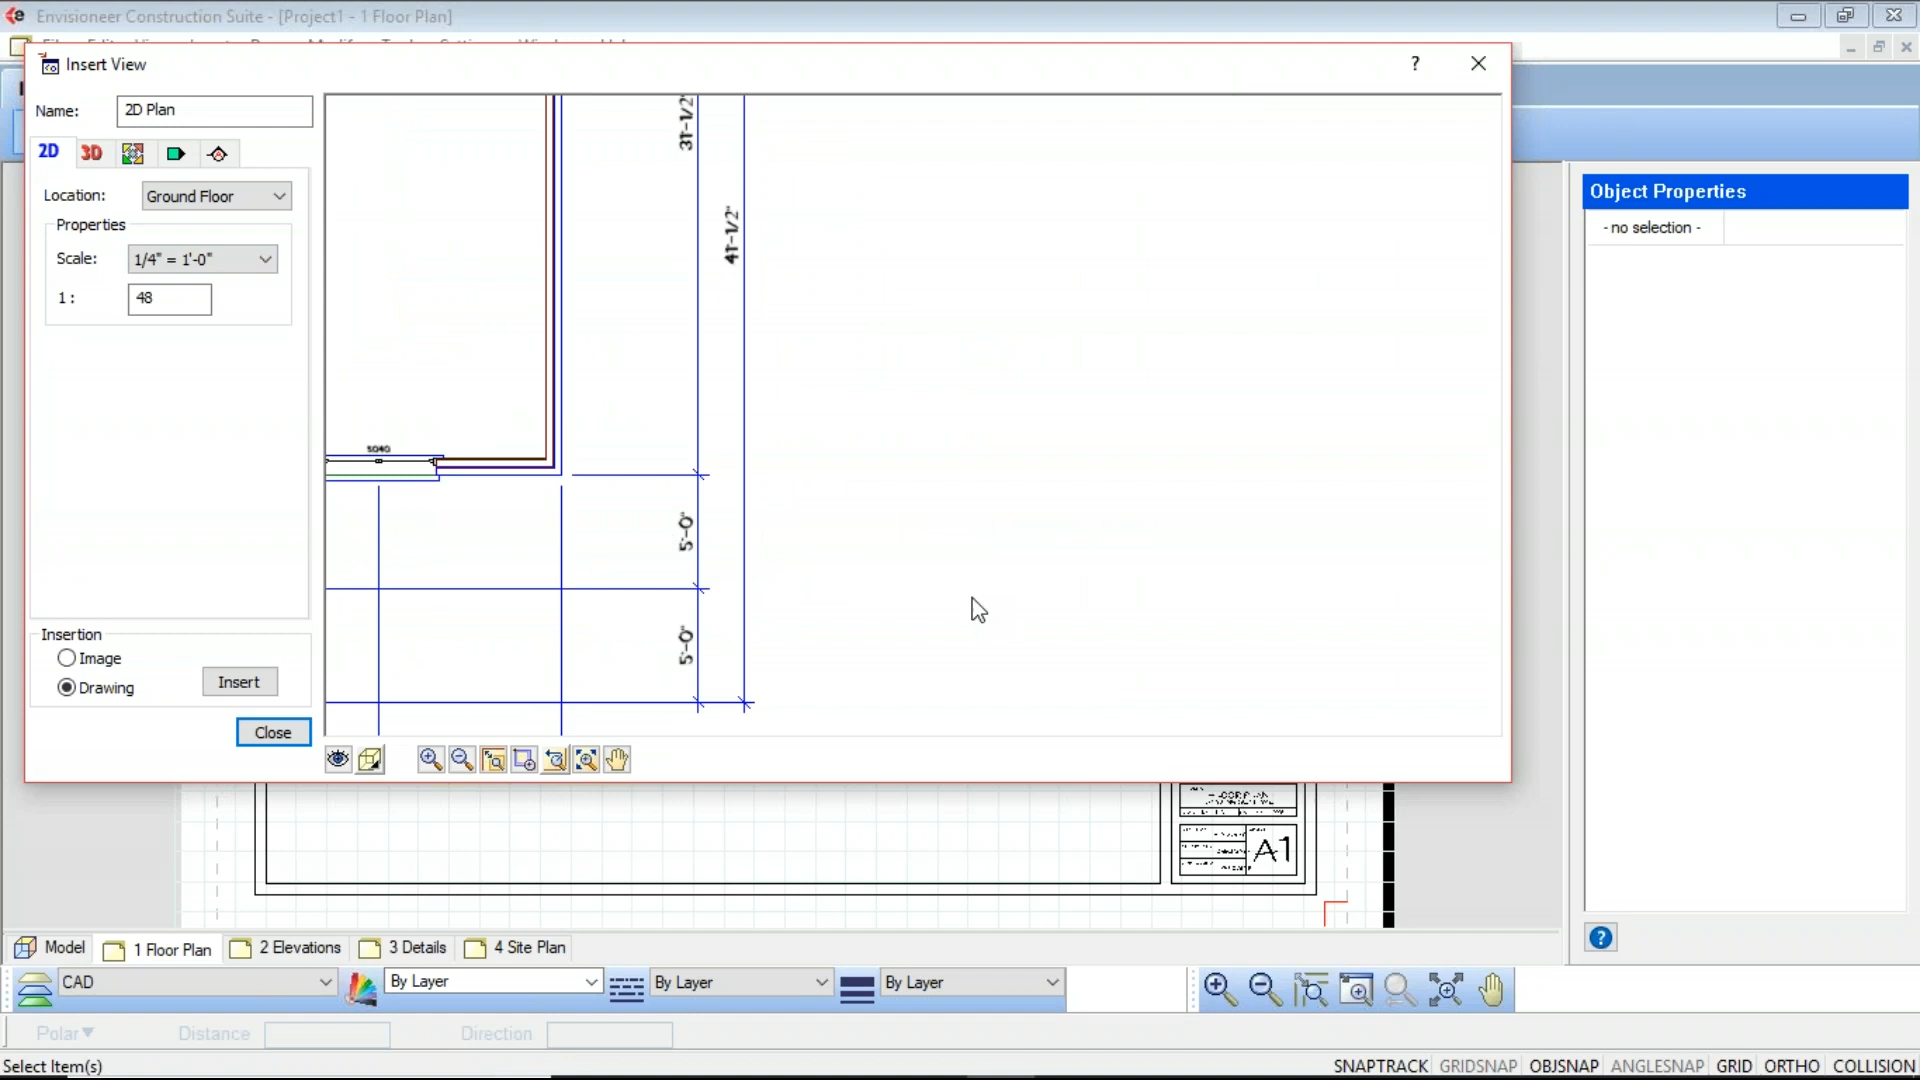 Envisioneer Construction Suite - [Project1 - 1 Floor Plan]
Insert View
?
Name:
2D Plan
2D
3D
Location:
Ground Floor
Properties
Scale:
1/4" = 1'-0"
1 :
48
Insertion
Image
Drawing
Insert
Close
31'-1/2"
41'-1/2"
5040
5'-0"
5'-0"
Object Properties
- no selection -
FLOOR PLAN
A1
Model
1 Floor Plan
2 Elevations
3 Details
4 Site Plan
CAD
By Layer
By Layer
By Layer
Polar
Distance
Direction
Select Item(s)
SNAPTRACK GRIDSNAP OBJSNAP ANGLESNAP GRID ORTHO COLLISION